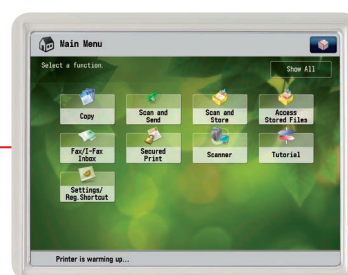 Main Menu
Select a function.
Show All
Copy
Scan and
Send
Scan and
Store
Access
Stored Files
Fax/I-Fax
Inbox
Secured
Print
Scanner
Tutorial
Settings/
Reg.Shortcut
Printer is warming up...